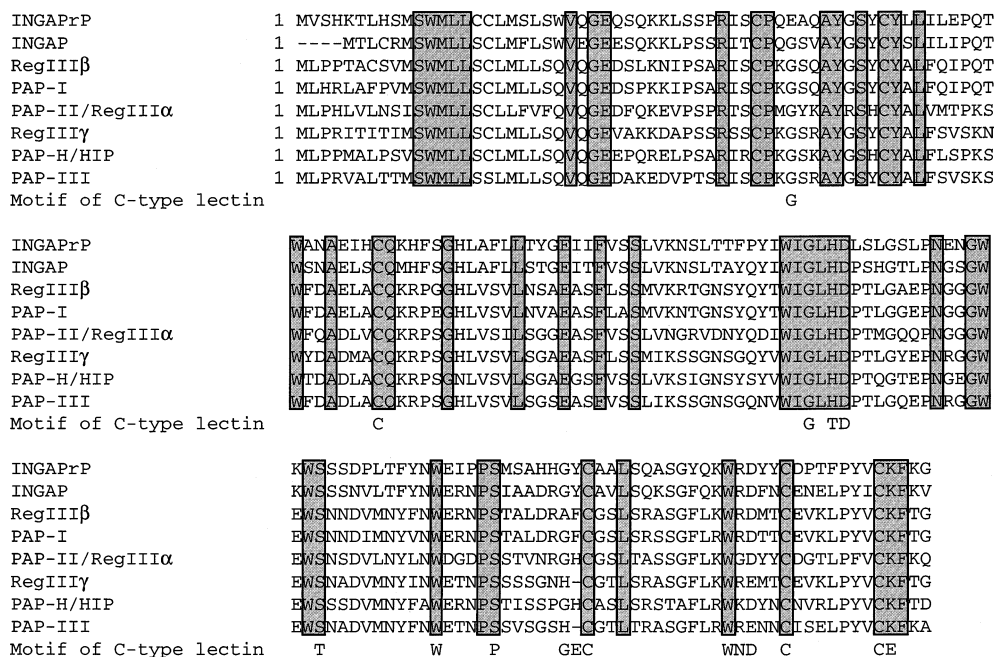 INGAPrP 1 MVSHKTLHSMSWMLLCCLMLSLSWVQGEQSQKKLSSPRISCPQEAQAYGSYCYLLILEPQT
INGAP 1 ----MTLCRMSWMLLSCLMFLSWVEGEESQKKLPSSRITCPQGSVAYGSYCYSLILIPQT
RegIIIβ 1 MLPPTACSVMSWMLLSCLMLLSQVQGEDSLKNIPSARISCPKGSQAYGSYCYALFQIPQT
PAP-I 1 MLHRLAFPVMSWMLLSCLMLLSQVQGEDSPKKIPSARISCPKGSQAYGSYCYALFQIPQT
PAP-II/RegIIIα 1 MLPHLVLNSISWMLLSCLLFVFQVQGEDFQKEVPSPRTSCPMGYKAYRSHCYALVMTPKS
RegIIIγ 1 MLPRITITIMSWMLLSCLMLLSQVQGEVAKKDAPSSRSSCPKGSRAYGSYCYALFSVSKN
PAP-H/HIP 1 MLPPMALPSVSWMLLSCLMLLSQVQGEEPQRELPSARIRCPKGSKAYGSHCYALFLSPKS
PAP-III 1 MLPRVALTTMSWMLLSSLMLLSQVQGEDAKEDVPTSRISCPKGSRAYGSYCYALFSVSKS
Motif of C-type lectin G
INGAPrP WANAEIHCQKHFSGHLAFLLTYGEIIFVSSLVKNSLTTFPYIWIGLHDLSLGSLPNENGW
INGAP WSNAELSCQMHFSGHLAFLLSTGEITFVSSLVKNSLTAYQYIWIGLHDPSHGTLPNGSGW
RegIIIβ WFDAELACQKRPGGHLVSVLNSAEASFLSSMVKRTGNSYQYTWIGLHDPTLGAEPNGGGW
PAP-I WFDAELACQKRPEGHLVSVLNVAEASFLASMVKNTGNSYQYTWIGLHDPTLGGEPNGGGW
PAP-II/RegIIIα WFQADLVCQKRPSGHLVSILSGGEASFVSSLVNGRVDNYQDIWIGLHDPTMGQQPNGGGW
RegIIIγ WYDADMACQKRPSGHLVSVLSGAEASFLSSMIKSSGNSGQYVWIGLHDPTLGYEPNRGGW
PAP-H/HIP WTDADLACQKRPSGNLVSVLSGAEGSFVSSLVKSIGNSYSYVWIGLHDPTQGTEPNGEGW
PAP-III WFDADLACQKRPSGHLVSVLSGSEASFVSSLIKSSGNSGQNVWIGLHDPTLGQEPNRGGW
Motif of C-type lectin C G TD
INGAPrP KWSSSDPLTFYNWEIPPSMSAHHGYCAALSQASGYQKWRDYYCDPTFPYVCKFKG
INGAP KWSSSNVLTFYNWERNPSIAADRGYCAVLSQKSGFQKWRDFNCENELPYICKFKV
RegIIIβ EWSNNDVMNYFNWERNPSTALDRAFCGSLSRASGFLKWRDMTCEVKLPYVCKFTG
PAP-I EWSNNDIMNYVNWERNPSTALDRGFCGSLSRSSGFLRWRDTTCEVKLPYVCKFTG
PAP-II/RegIIIα EWSNSDVLNYLNWDGDPSSTVNRGHCGSLTASSGFLKWGDYYCDGTLPFVCKFKQ
RegIIIγ EWSNADVMNYINWETNPSSSSGNH-CGTLSRASGFLKWREMTCEVKLPYVCKFTG
PAP-H/HIP EWSSSDVMNYFAWERNPSTISSPGHCASLSRSTAFLRWKDYNCNVRLPYVCKFTD
PAP-III EWSNADVMNYFNWETNPSSVSGSH-CGTLTRASGFLRWRENNCISELPYVCKFKA
Motif of C-type lectin T W P GEC WND C CE